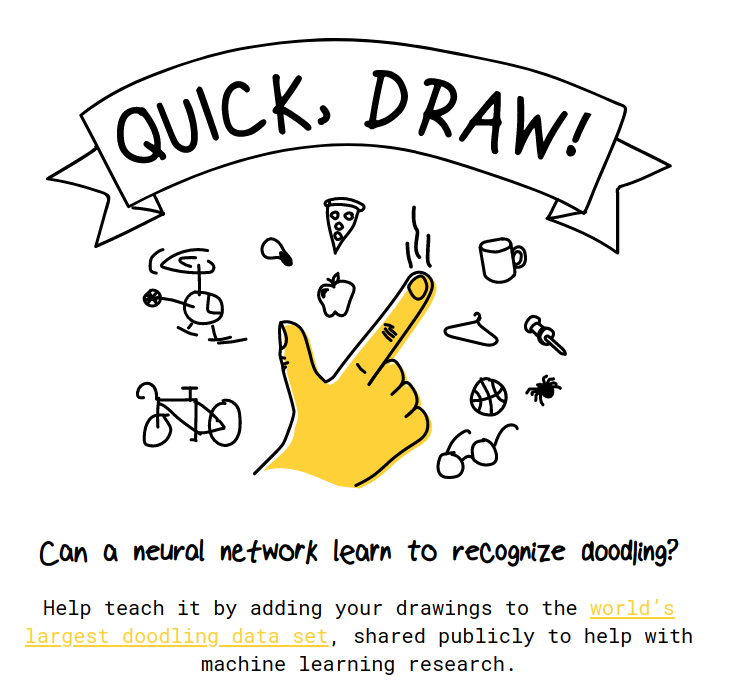 QUICK, DRAW!
Can a neural network learn to recognize doodling?
Help teach it by adding your drawings to the world's
largest doodling data set, shared publicly to help with
machine learning research.